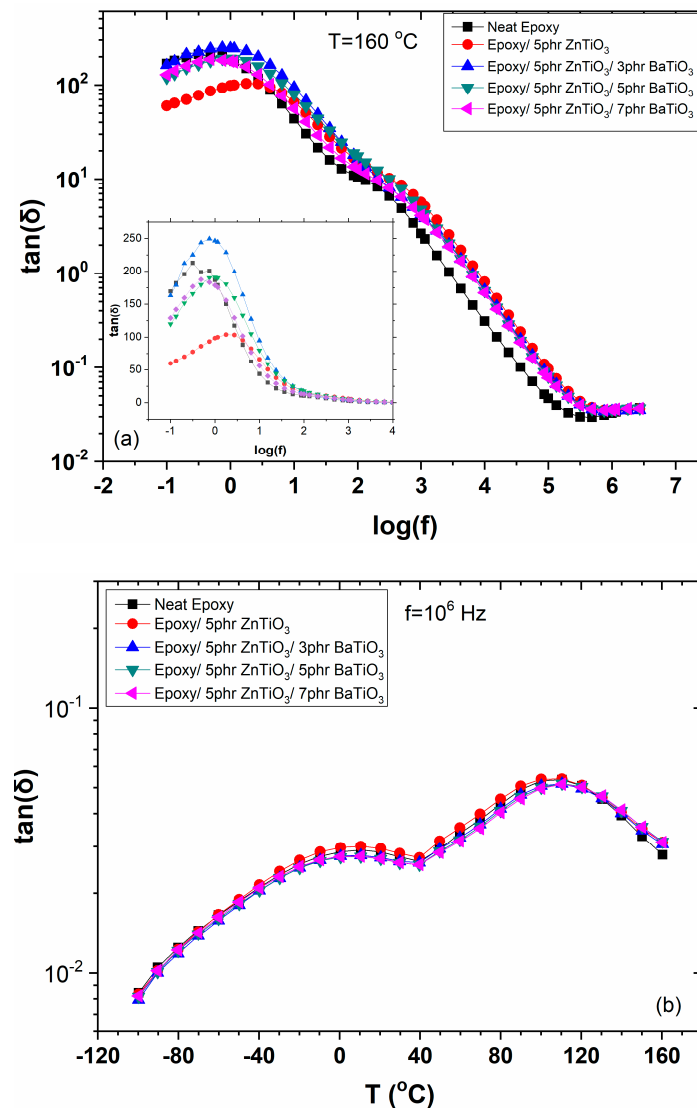 T=160 °C
Neat Epoxy
Epoxy/ 5phr ZnTiO₃
Epoxy/ 5phr ZnTiO₃/ 3phr BaTiO₃
Epoxy/ 5phr ZnTiO₃/ 5phr BaTiO₃
Epoxy/ 5phr ZnTiO₃/ 7phr BaTiO₃
10²
10¹
10⁰
10⁻¹
10⁻²
tan(δ)
250
200
150
100
50
0
tan(δ)
-1 0 1 2 3 4
log(f)
(a)
-2 -1 0 1 2 3 4 5 6 7
log(f)
Neat Epoxy
Epoxy/ 5phr ZnTiO₃
Epoxy/ 5phr ZnTiO₃/ 3phr BaTiO₃
Epoxy/ 5phr ZnTiO₃/ 5phr BaTiO₃
Epoxy/ 5phr ZnTiO₃/ 7phr BaTiO₃
f=10⁶ Hz
10⁻¹
10⁻²
tan(δ)
(b)
-120 -80 -40 0 40 80 120 160
T (°C)